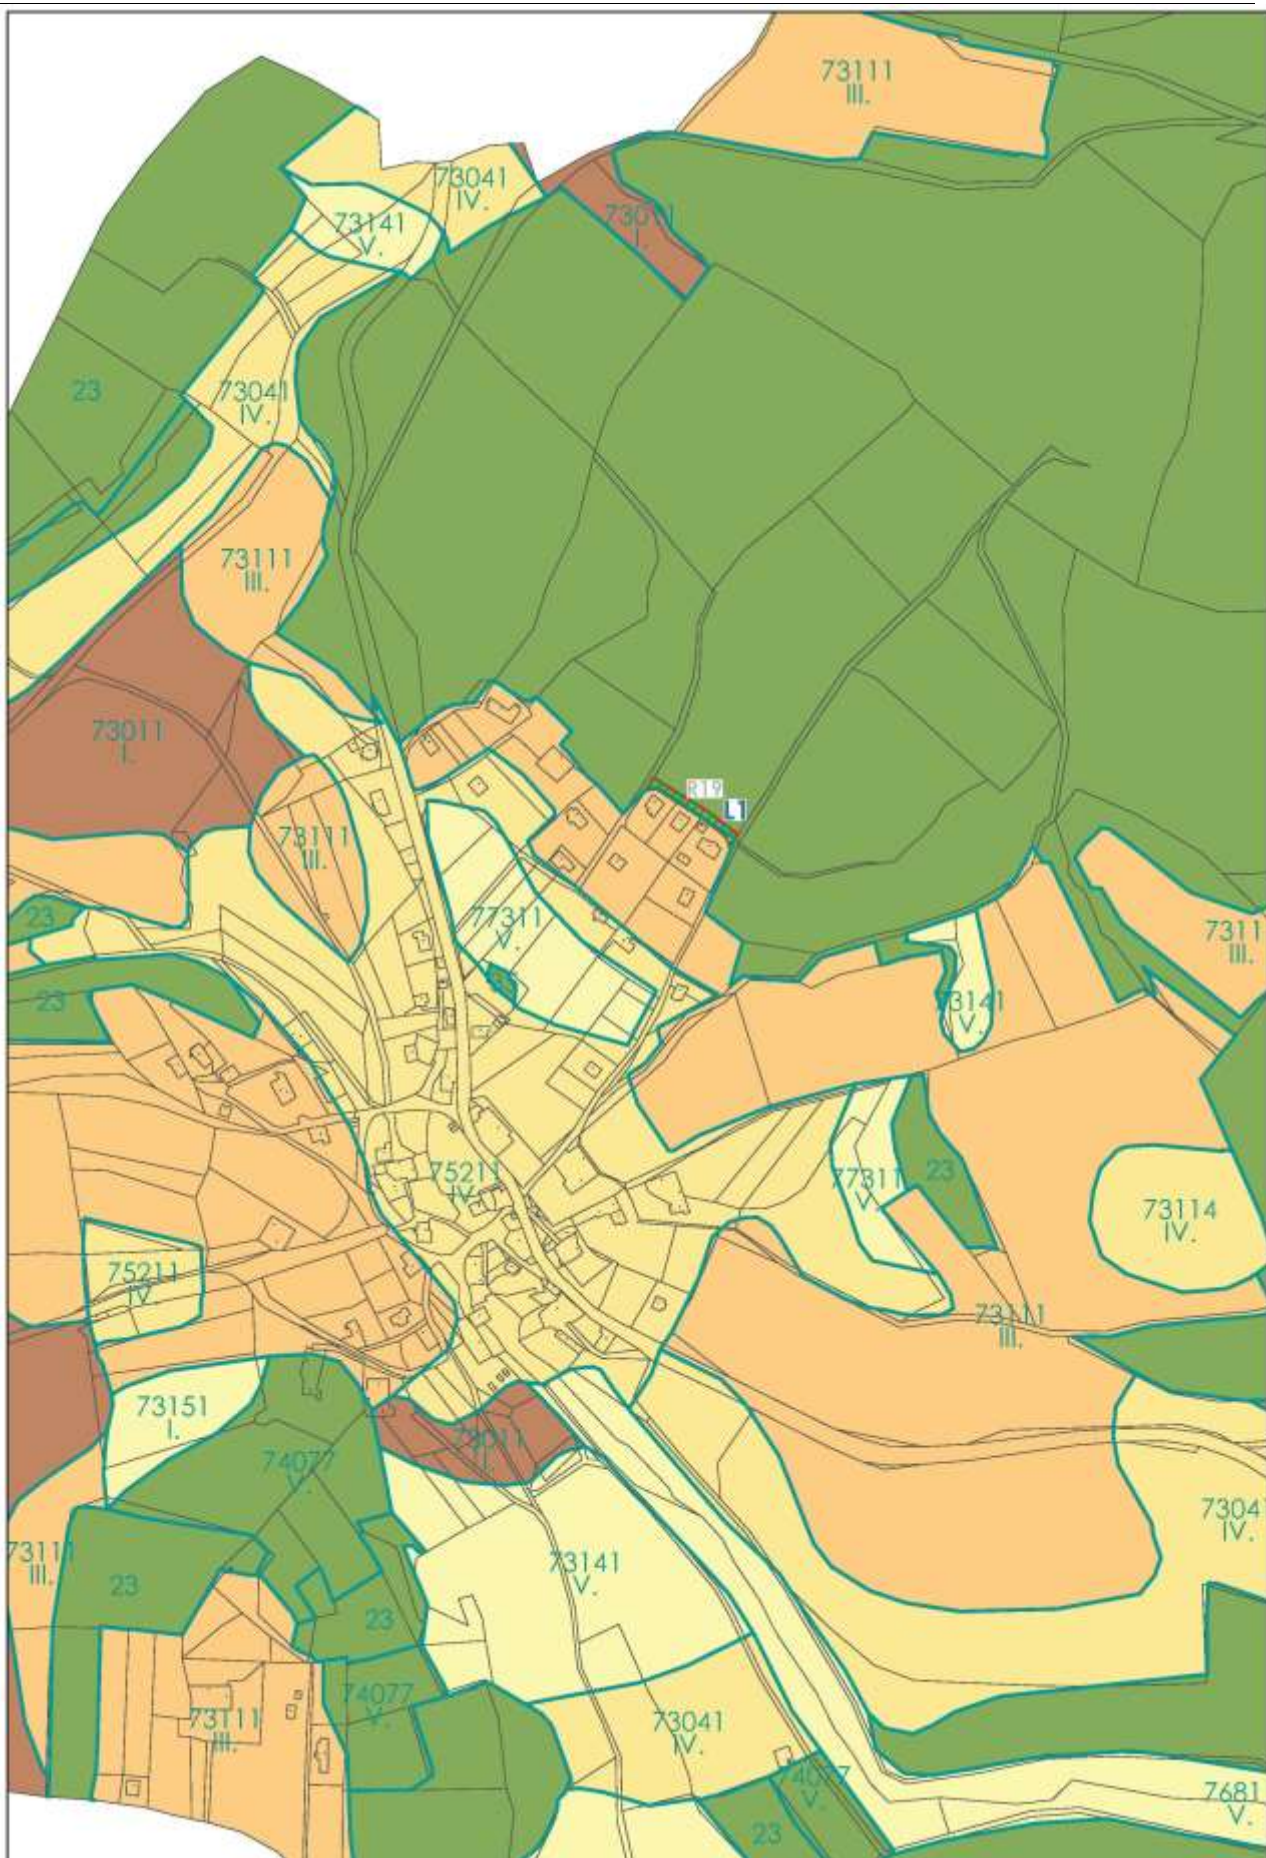 73111
III.
73041
IV.
73141
V.
73011
I.
23
73041
IV.
73111
III.
73011
I.
R19
L1
73111
III.
23
77311
V.
7311
III.
23
73141
V.
75211
IV.
77311
V.
23
73114
IV.
75211
IV.
73111
III.
73151
I.
73011
I.
74077
V.
7304
IV.
73111
III.
23
73141
V.
23
74077
V.
73111
III.
73041
IV.
74077
V.
7681
V.
23